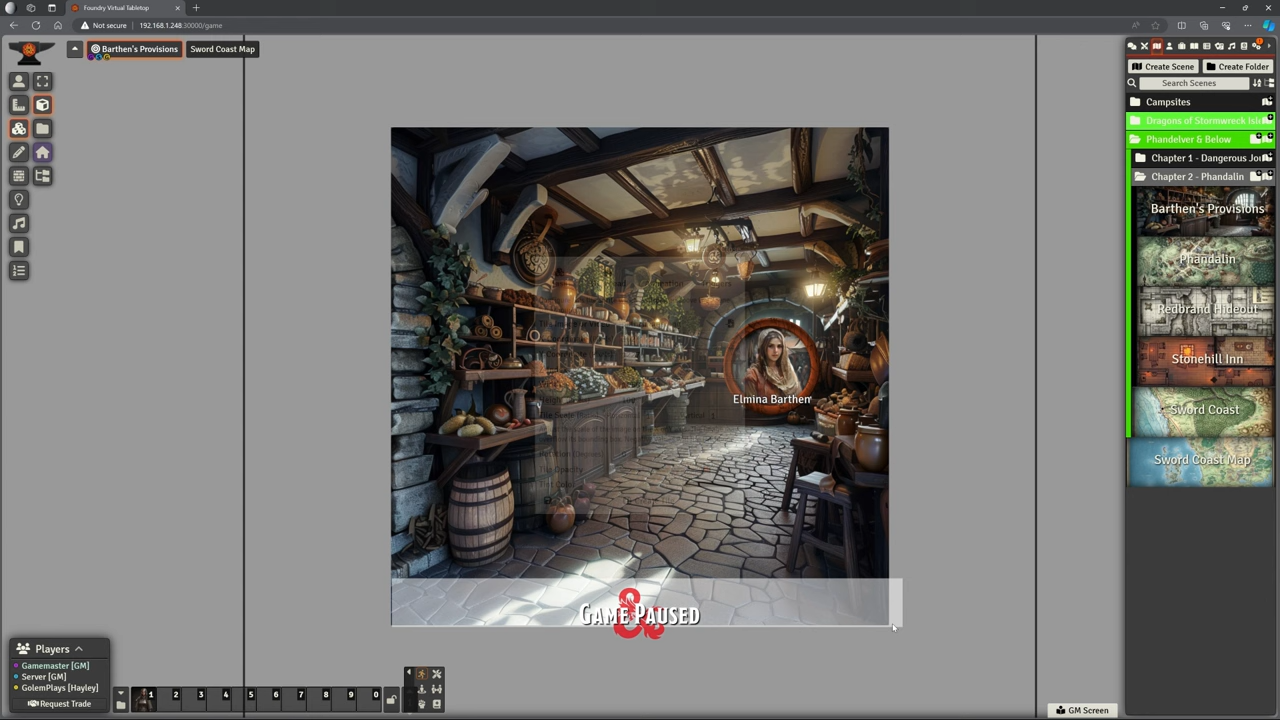 Foundry Virtual Tabletop
Not secure
192.168.1.248:30000/game
Barthen's Provisions
Sword Coast Map
Create Scene
Create Folder
Search Scenes
Campsites
Dragons of Stormwreck Isl
Phandelver & Below
Chapter 1 - Dangerous Jo
Chapter 2 - Phandalin
Barthen's Provisions
Phandalin
Redbrand Hideout
Stonehill Inn
Sword Coast
Sword Coast Map
Elmina Barthen
GAME PAUSED
Players
Gamemaster [GM]
Server [GM]
GolemPlays [Hayley]
Request Trade
1 2 3 4 5 6 7 8 9 0
GM Screen